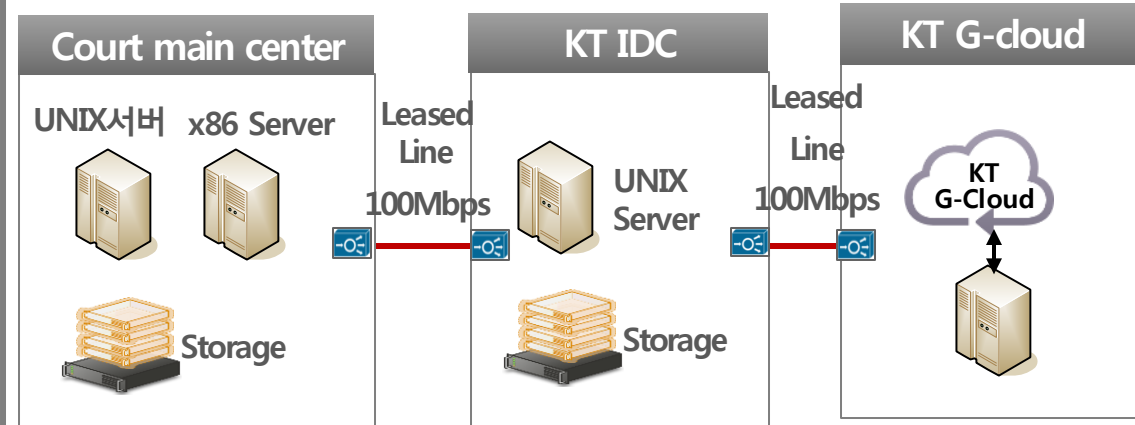 Court main center
KT IDC
KT G-cloud
UNIX서버
x86 Server
Leased
Line
100Mbps
UNIX
Server
Leased
Line
100Mbps
KT
G-Cloud
Storage
Storage